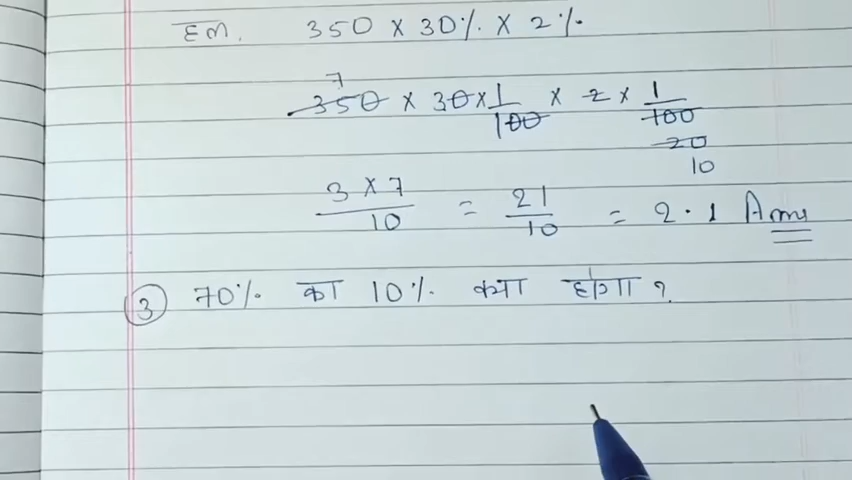 हल. 350 × 30% × 2%
7
350 × 30 × 1/100 × 2 × 1/100
20
10
3 × 7 / 10 = 21/10 = 2.1 Ans
3 70% का 10% क्या होगा ?